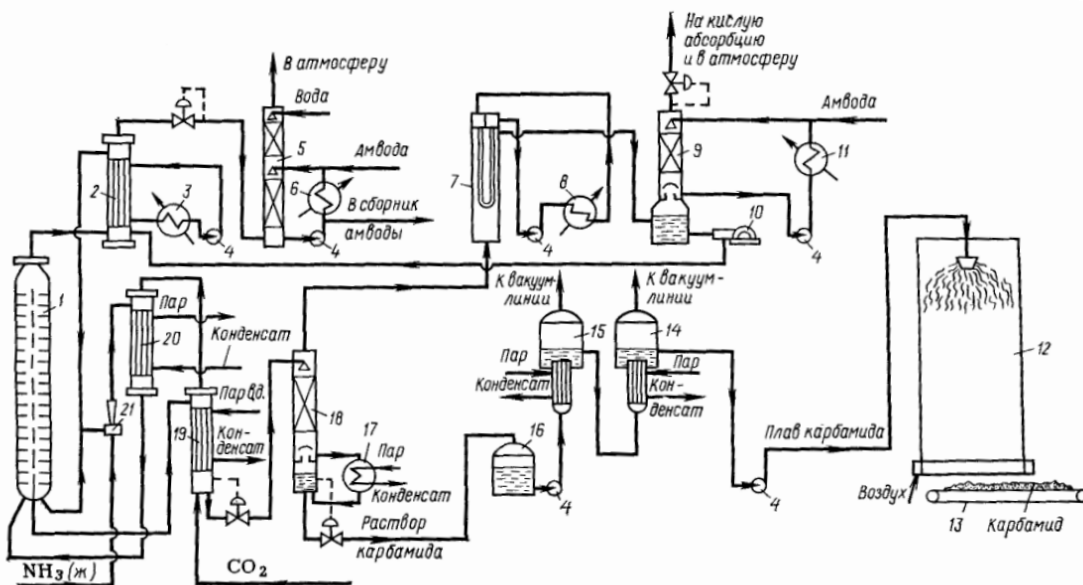 На кислую
абсорбцию
и в атмосферу
В атмосферу
Вода
Амвода
5
Амвода
9
11
7
8
6
2
3
В сборник
амводы
10
4
4
4
4
К вакуум-
линии
К вакуум-
линии
1
Пар
20
Конденсат
15
14
12
Пар
Пар
Пар в.д.
Конденсат
Кон-
денсат
21
19
Кон-
денсат
18
17
16
Пар
Плав карбамида
Конденсат
4
4
Воздух
Раствор
карбамида
13
Карбамид
NH₃(ж)
CO₂